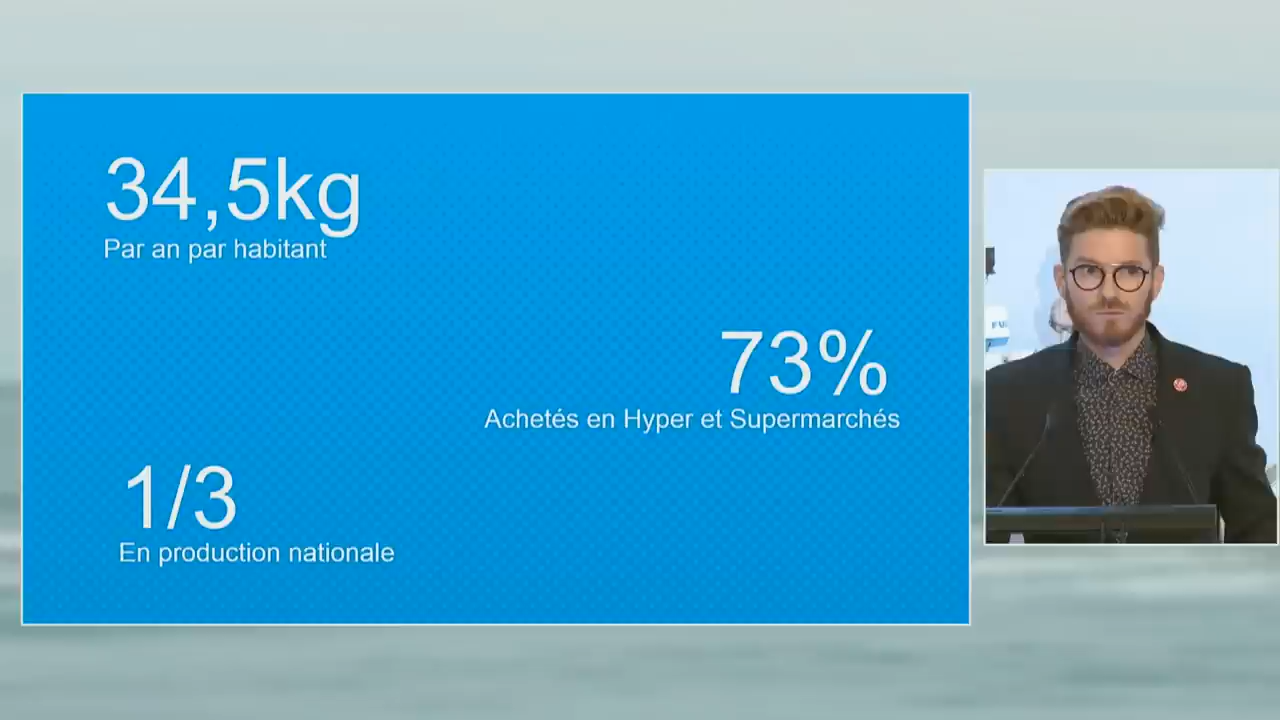 34,5kg
Par an par habitant
73%
Achetés en Hyper et Supermarchés
1/3
En production nationale